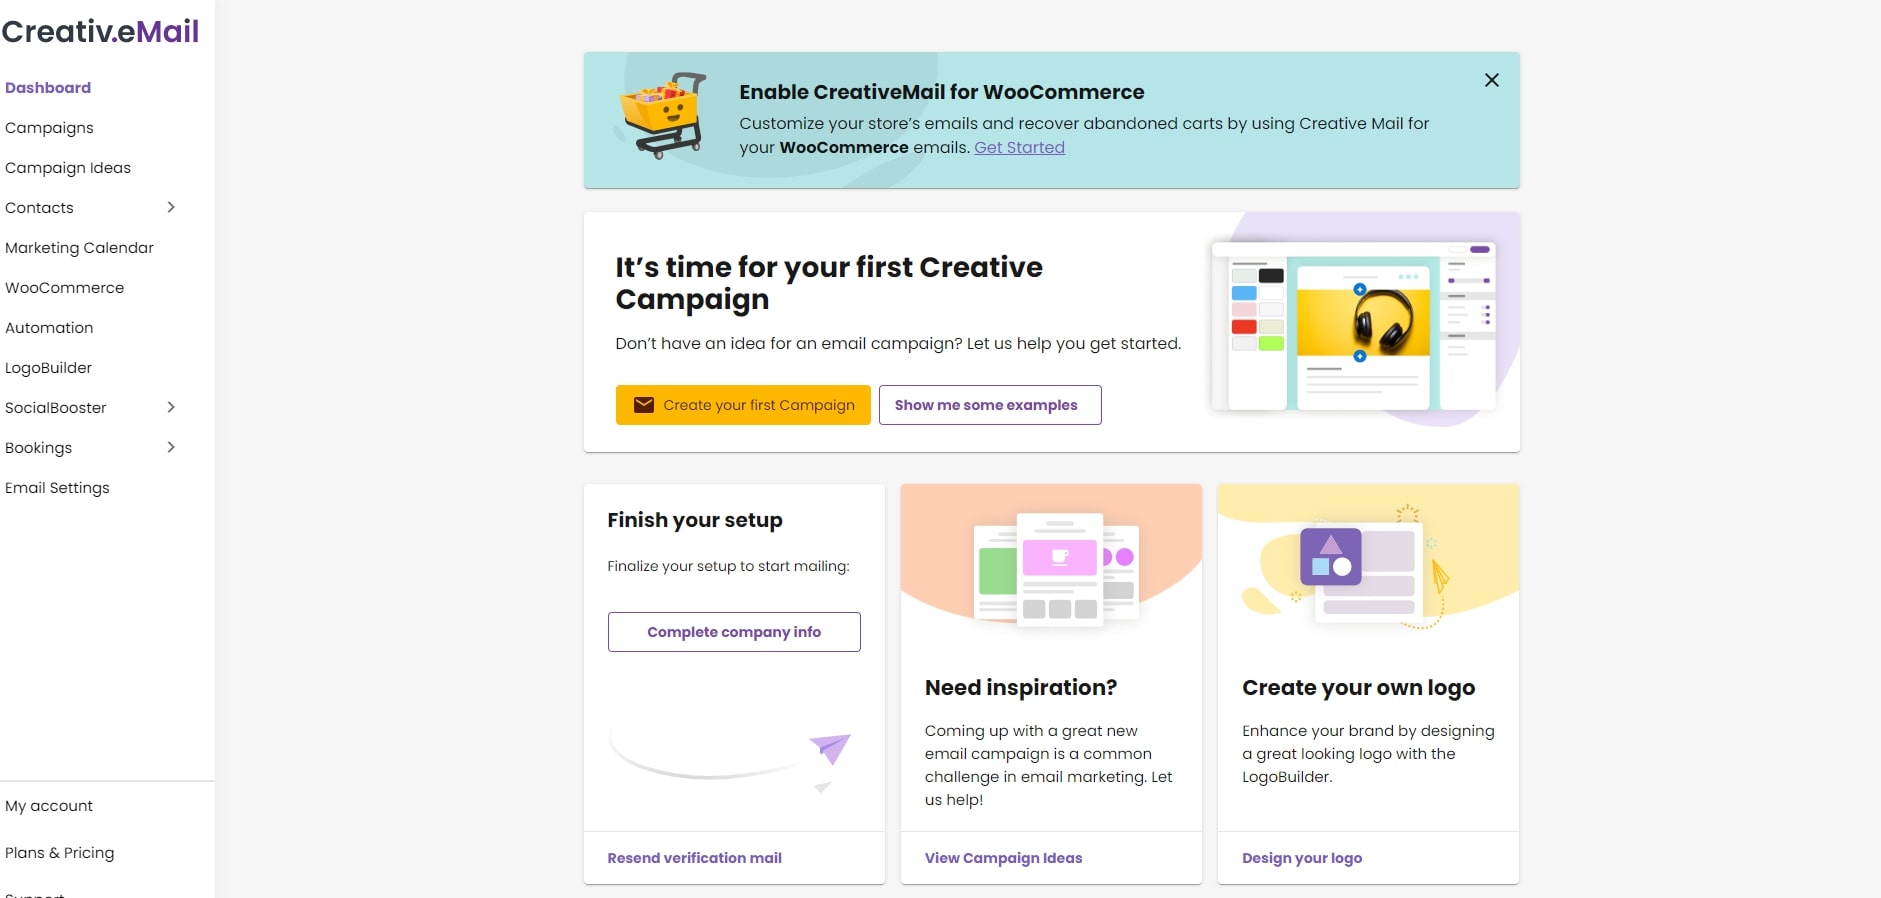 Creativ.eMail
Dashboard
Campaigns
Campaign Ideas
Contacts
Marketing Calendar
WooCommerce
Automation
LogoBuilder
SocialBooster
Bookings
Email Settings
My account
Plans & Pricing
Support
Enable CreativeMail for WooCommerce
Customize your store’s emails and recover abandoned carts by using Creative Mail for
your WooCommerce emails. Get Started
It’s time for your first Creative
Campaign
Don’t have an idea for an email campaign? Let us help you get started.
Create your first Campaign
Show me some examples
Finish your setup
Finalize your setup to start mailing:
Complete company info
Resend verification mail
Need inspiration?
Coming up with a great new
email campaign is a common
challenge in email marketing. Let
us help!
View Campaign Ideas
Create your own logo
Enhance your brand by designing
a great looking logo with the
LogoBuilder.
Design your logo